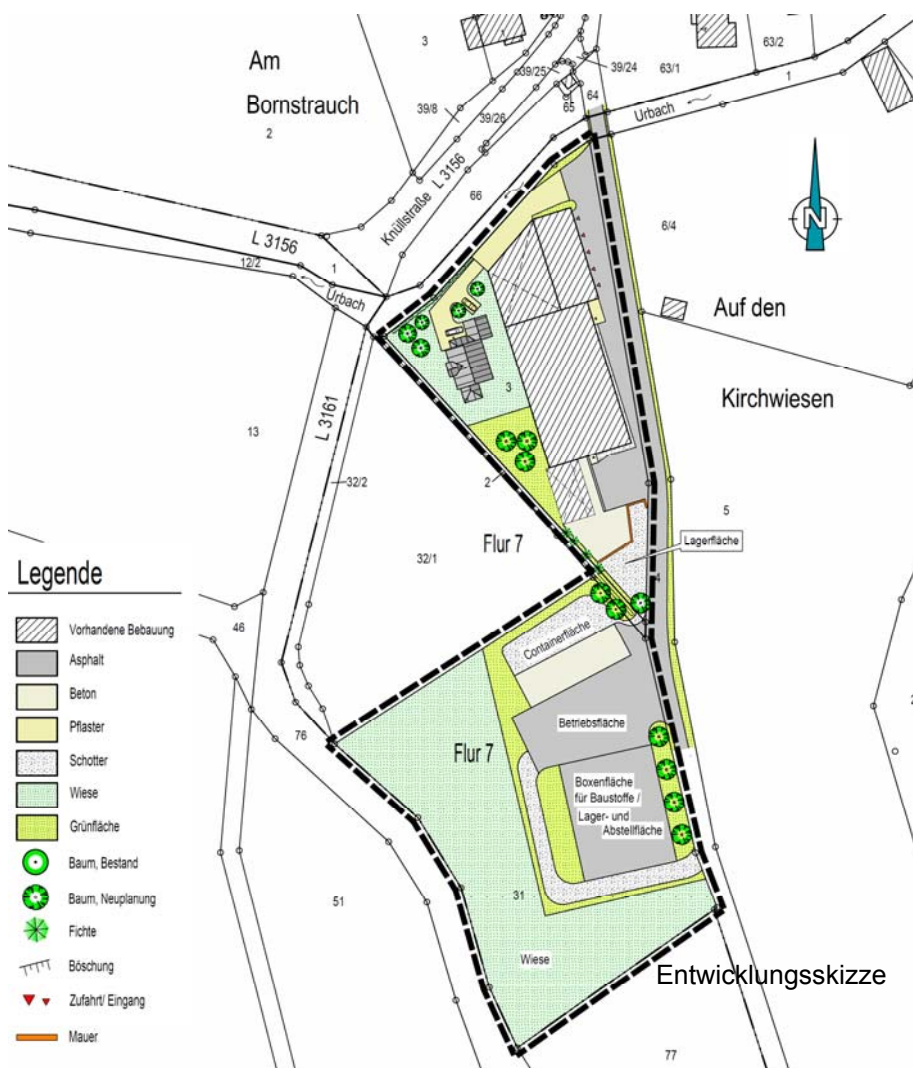 3
63/2
Am
39/24
39/25
63/1
1
Bornstrauch
64
65
39/8
39/26
Urbach
2
L 3156
Knüllstraße
66
N
6/4
L 3156
12/2
1
Urbach
Auf den
3
Kirchwiesen
13
L 3161
2
32/2
5
Flur 7
Lagerfläche
32/1
4
Legende
46
Vorhandene Bebauung
Containerfläche
Asphalt
2
Beton
Betriebsfläche
76
Pflaster
Flur 7
Schotter
Boxenfläche
für Baustoffe /
Lager- und
Abstellfläche
Wiese
Grünfläche
Baum, Bestand
31
Baum, Neuplanung
51
Fichte
Wiese
Entwicklungsskizze
Böschung
Zufahrt/ Eingang
Mauer
77